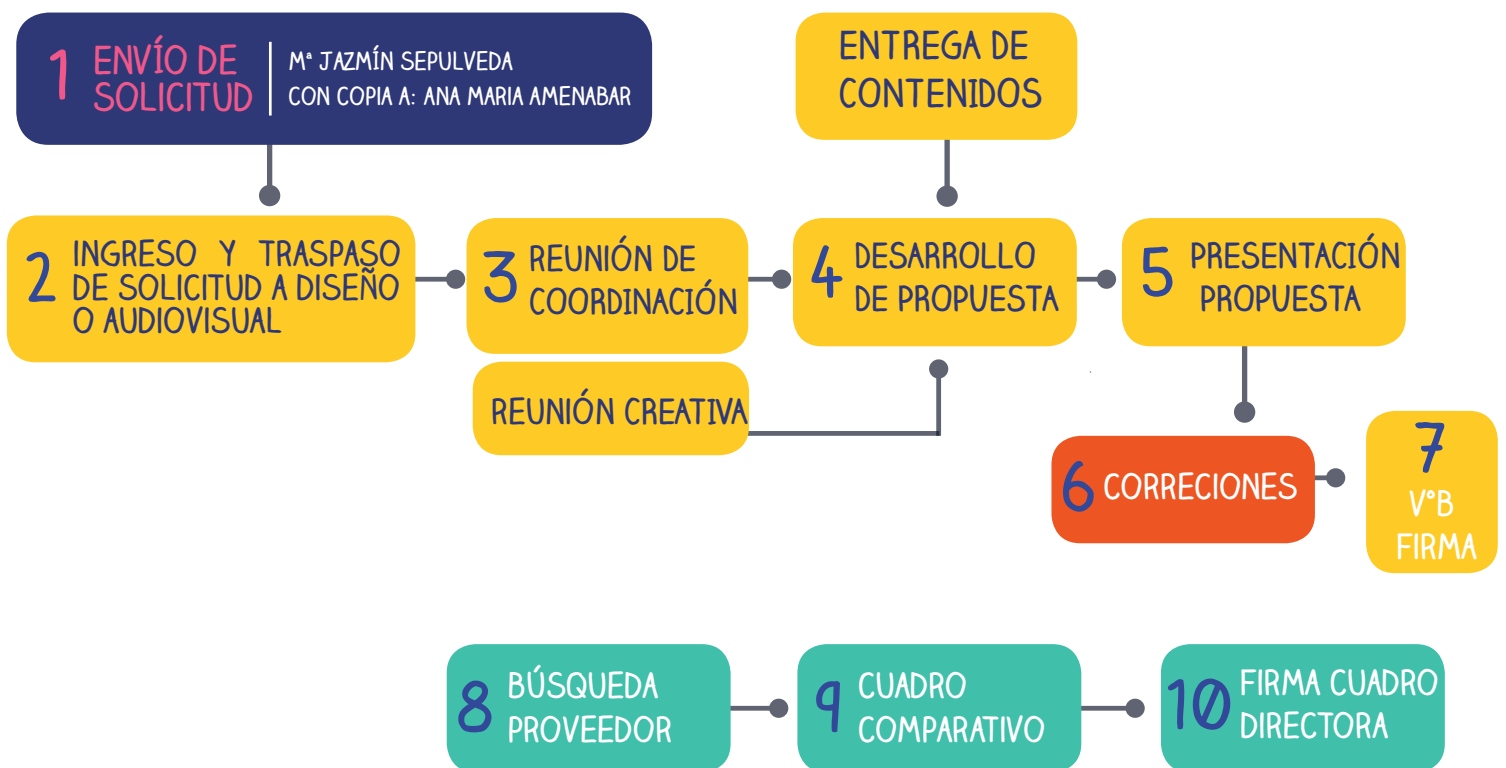 1 ENVÍO DE
SOLICITUD
Mª JAZMÍN SEPULVEDA
CON COPIA A: ANA MARIA AMENABAR
ENTREGA DE
CONTENIDOS
2 INGRESO Y TRASPASO
DE SOLICITUD A DISEÑO
O AUDIOVISUAL
3 REUNIÓN DE
COORDINACIÓN
4 DESARROLLO
DE PROPUESTA
5 PRESENTACIÓN
PROPUESTA
REUNIÓN CREATIVA
6 CORRECIONES
7
V°B
FIRMA
8 BÚSQUEDA
PROVEEDOR
9 CUADRO
COMPARATIVO
10 FIRMA CUADRO
DIRECTORA